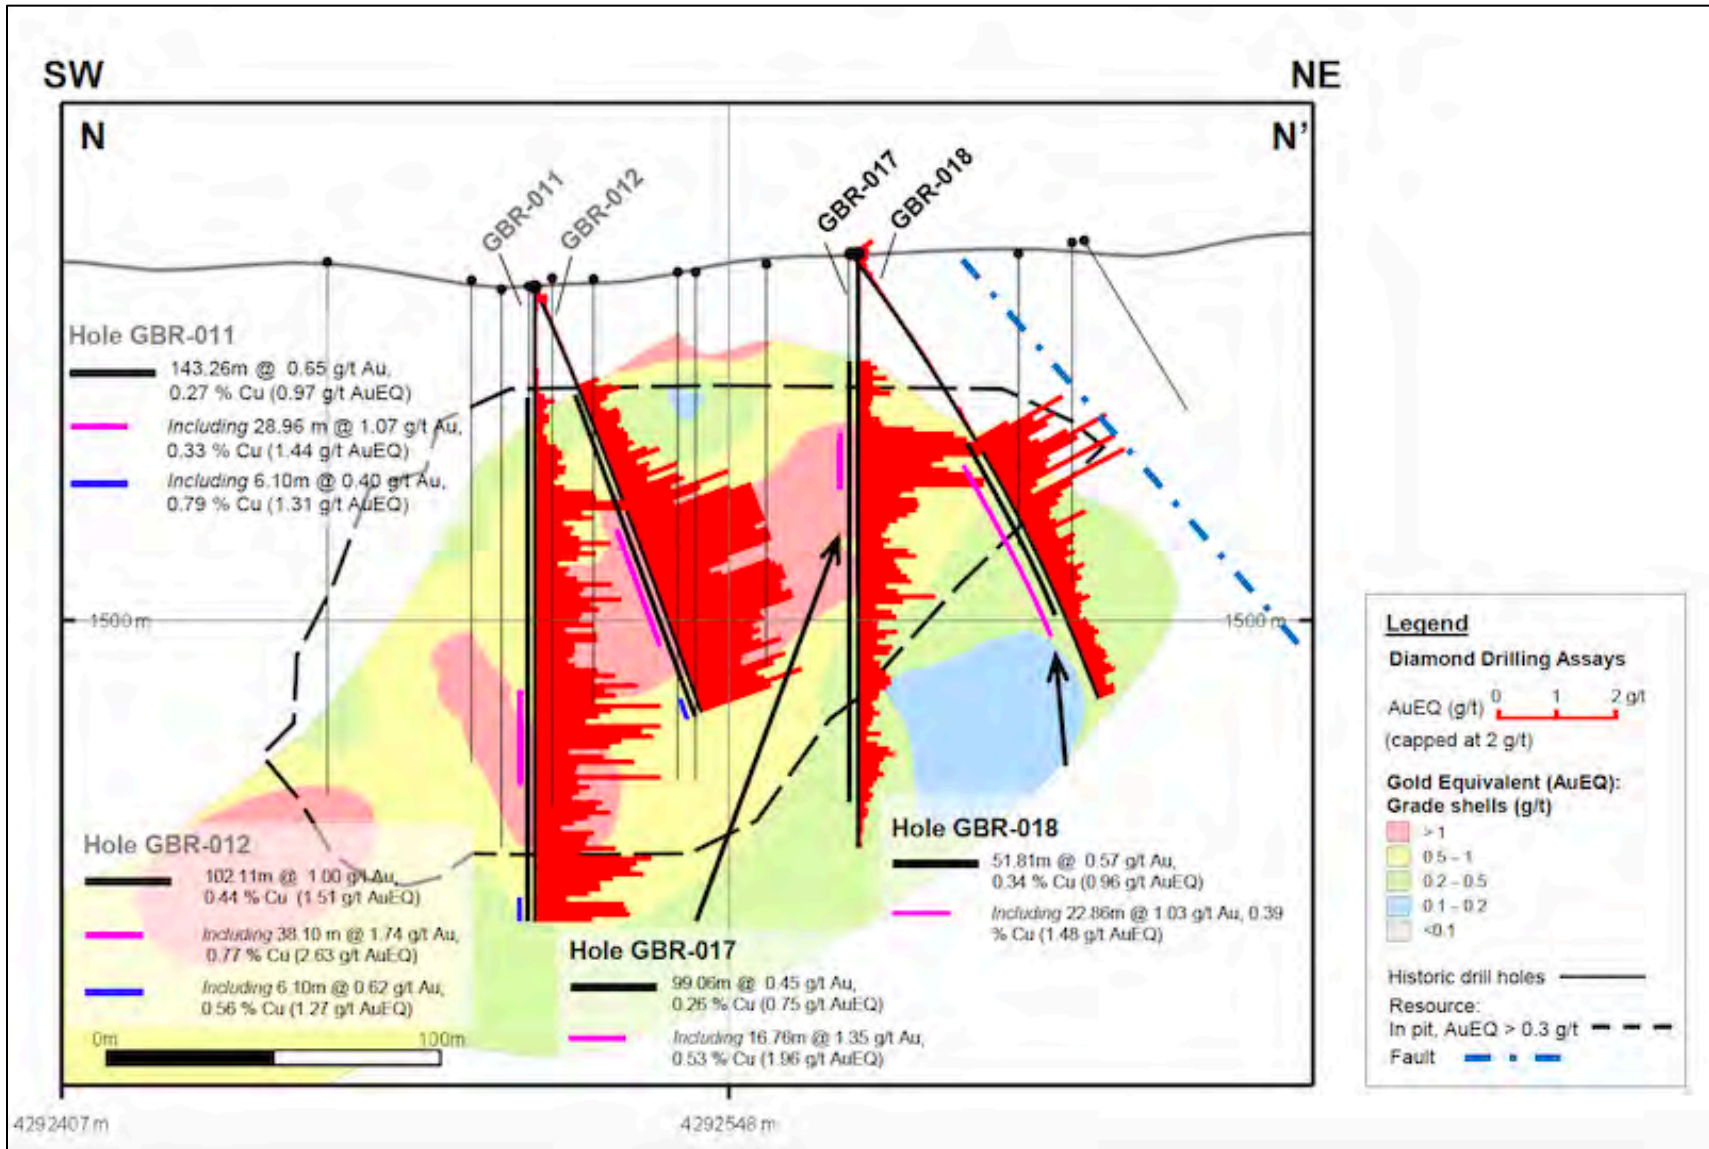 SW
NE
N
N'
GBR-011
GBR-012
GBR-017
GBR-018
Hole GBR-011
143.26m @ 0.65 g/t Au,
0.27 % Cu (0.97 g/t AuEQ)
Including 28.96 m @ 1.07 g/t Au,
0.33 % Cu (1.44 g/t AuEQ)
Including 6.10m @ 0.40 g/t Au,
0.79 % Cu (1.31 g/t AuEQ)
1500 m
1500 m
Hole GBR-012
102.11m @ 1.00 g/t Au,
0.44 % Cu (1.51 g/t AuEQ)
Including 38.10 m @ 1.74 g/t Au,
0.77 % Cu (2.63 g/t AuEQ)
Including 6.10m @ 0.62 g/t Au,
0.56 % Cu (1.27 g/t AuEQ)
0m
100m
Hole GBR-017
99.06m @ 0.45 g/t Au,
0.26 % Cu (0.75 g/t AuEQ)
Including 16.76m @ 1.35 g/t Au,
0.53 % Cu (1.96 g/t AuEQ)
Hole GBR-018
51.81m @ 0.57 g/t Au,
0.34 % Cu (0.96 g/t AuEQ)
Including 22.86m @ 1.03 g/t Au, 0.39
% Cu (1.48 g/t AuEQ)
4292407 m
4292548 m
Legend
Diamond Drilling Assays
0 1 2 g/t
AuEQ (g/t)
(capped at 2 g/t)
Gold Equivalent (AuEQ):
Grade shells (g/t)
> 1
0.5 – 1
0.2 – 0.5
0.1 – 0.2
<0.1
Historic drill holes
Resource:
In pit, AuEQ > 0.3 g/t
Fault